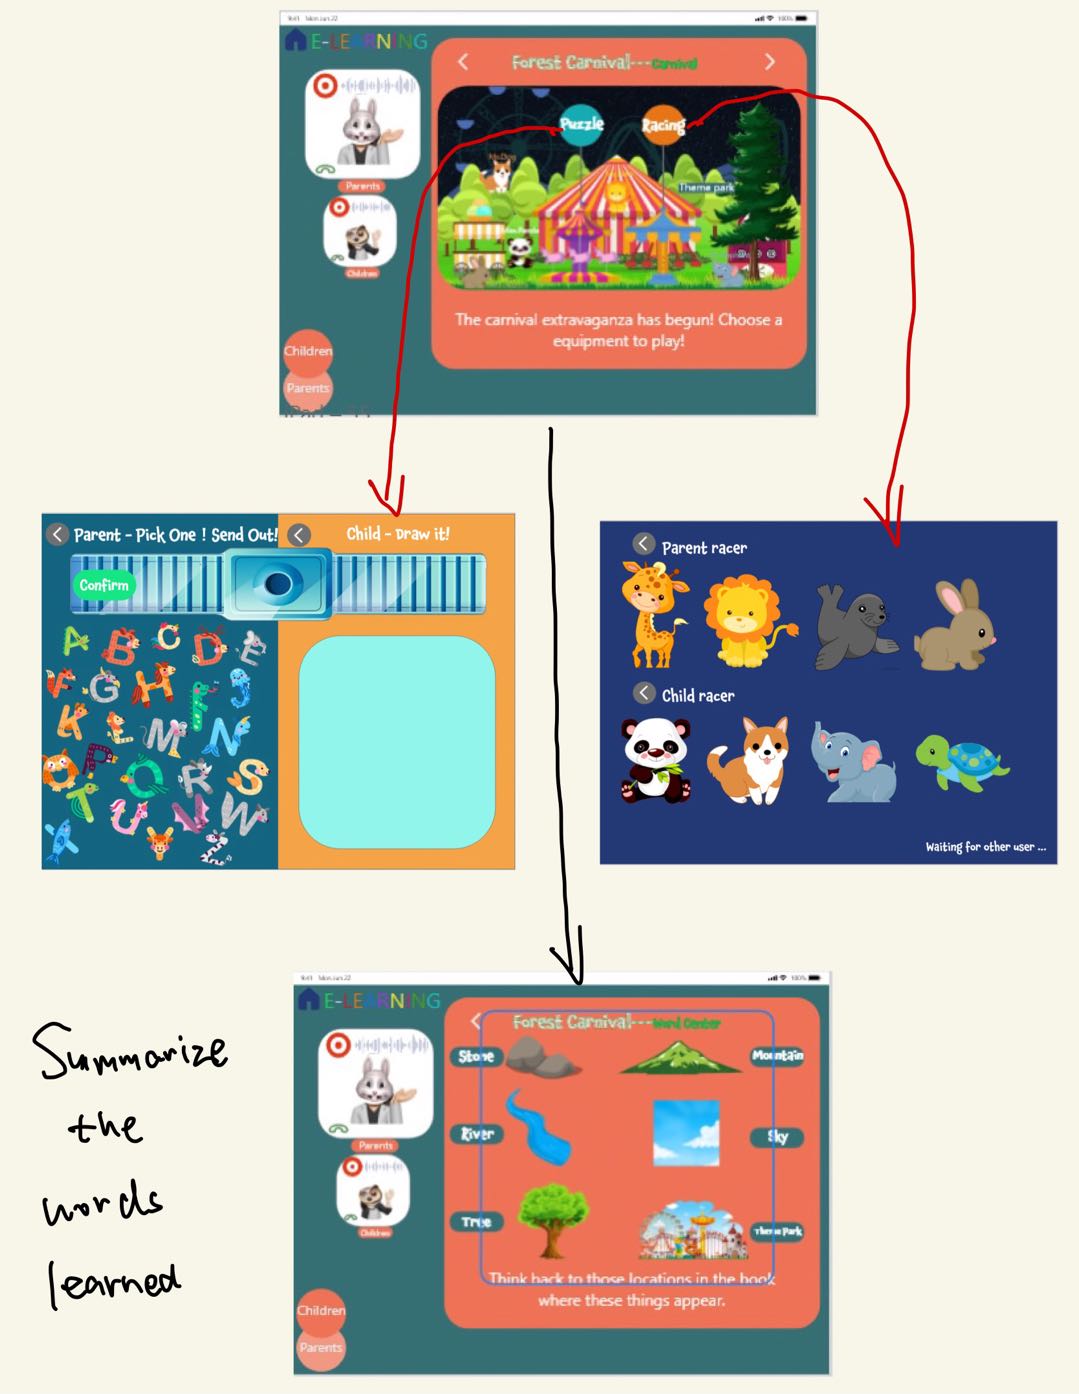 9:41 Mon Jun 22
100%
E-LEARNING
Forest Carnival---Carnival
Puzzle
Racing
Theme park
Parents
Children
The carnival extravaganza has begun! Choose a
equipment to play!
Children
Parents
Parent - Pick One ! Send Out!
Child - Draw it!
Confirm
A B C D E
F G H I J
K L M N
O P Q R S
T U V W
X Y Z
Parent racer
Child racer
Waiting for other user ...
9:41 Mon Jun 22
100%
E-LEARNING
Forest Carnival---Word Center
Stone
Mountain
River
Sky
Tree
Theme Park
Parents
Children
Think back to those locations in the book
where these things appear.
Children
Parents
Summarize
the
words
learned